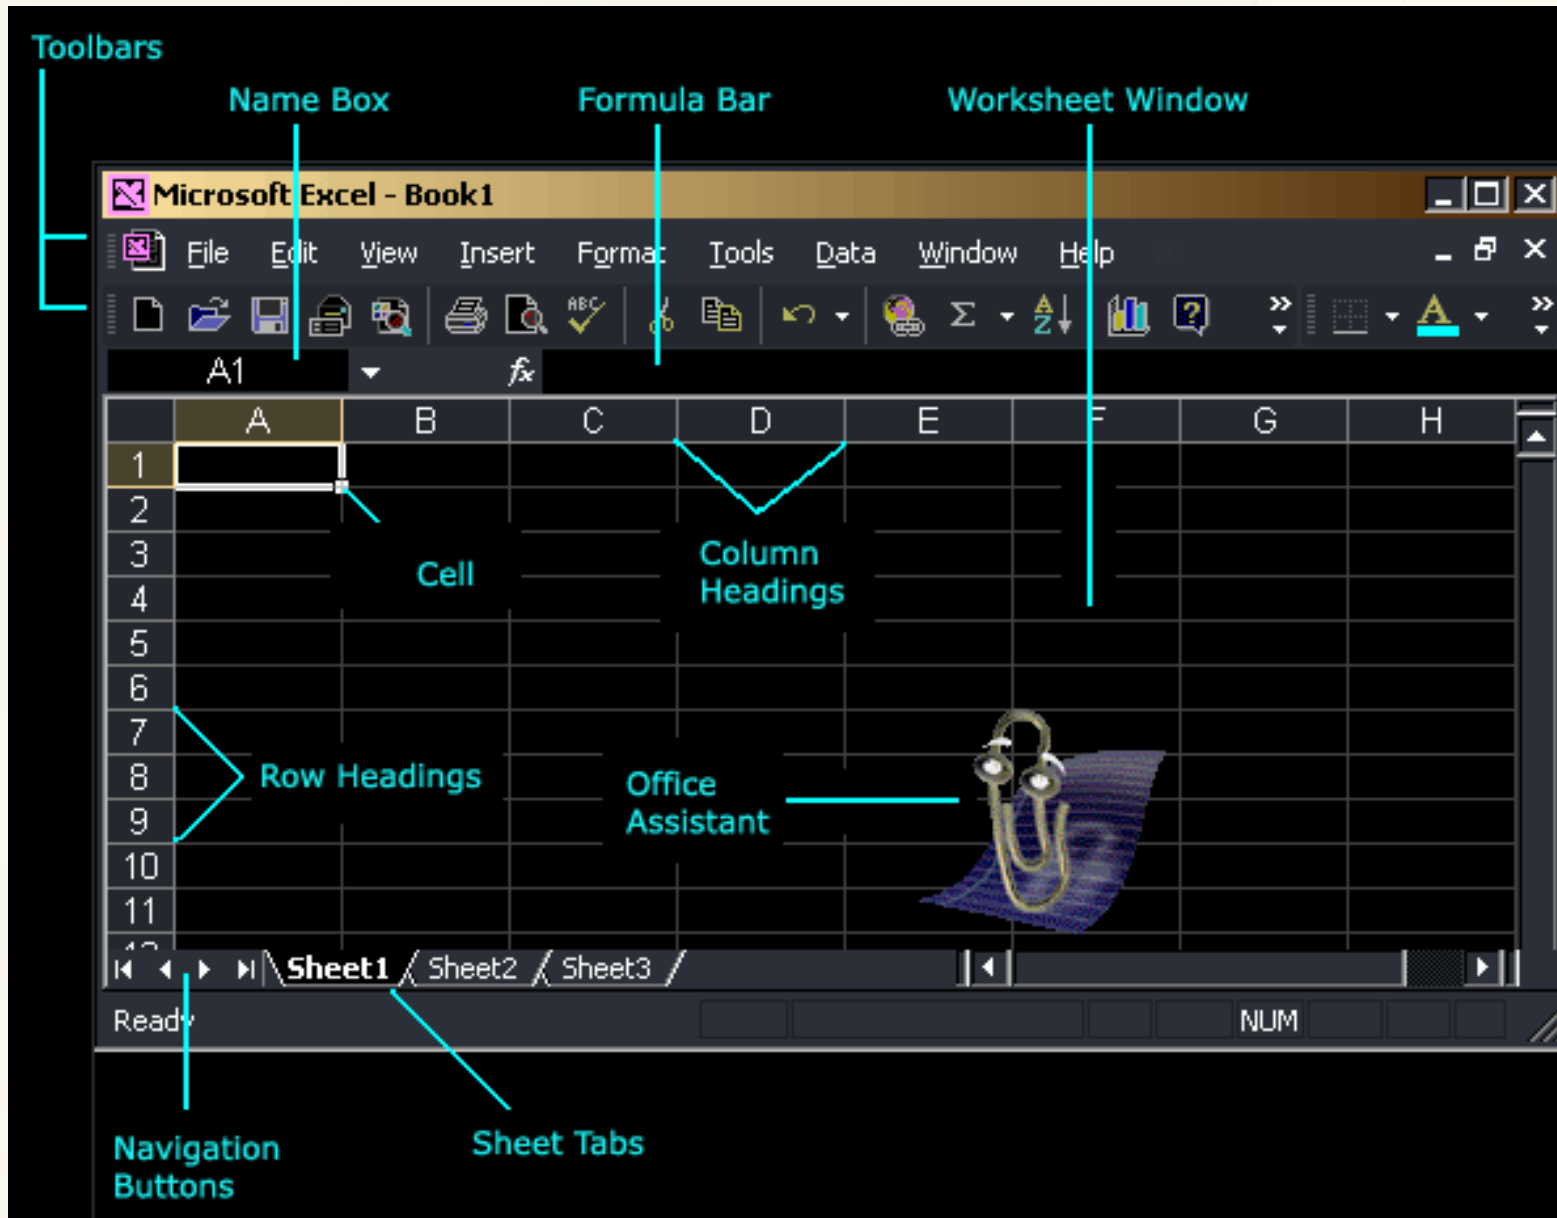 Toolbars
Name Box
Formula Bar
Worksheet Window
Microsoft Excel - Book1
File Edit View Insert Format Tools Data Window Help
ABC Σ A Z ? » A »
A1 fx
A B C D E F G H
1
2
3
4
5
6
7
8
9
10
11
12
Cell
Column
Headings
Row Headings
Office
Assistant
Sheet1 Sheet2 Sheet3
Ready NUM
Navigation
Buttons
Sheet Tabs